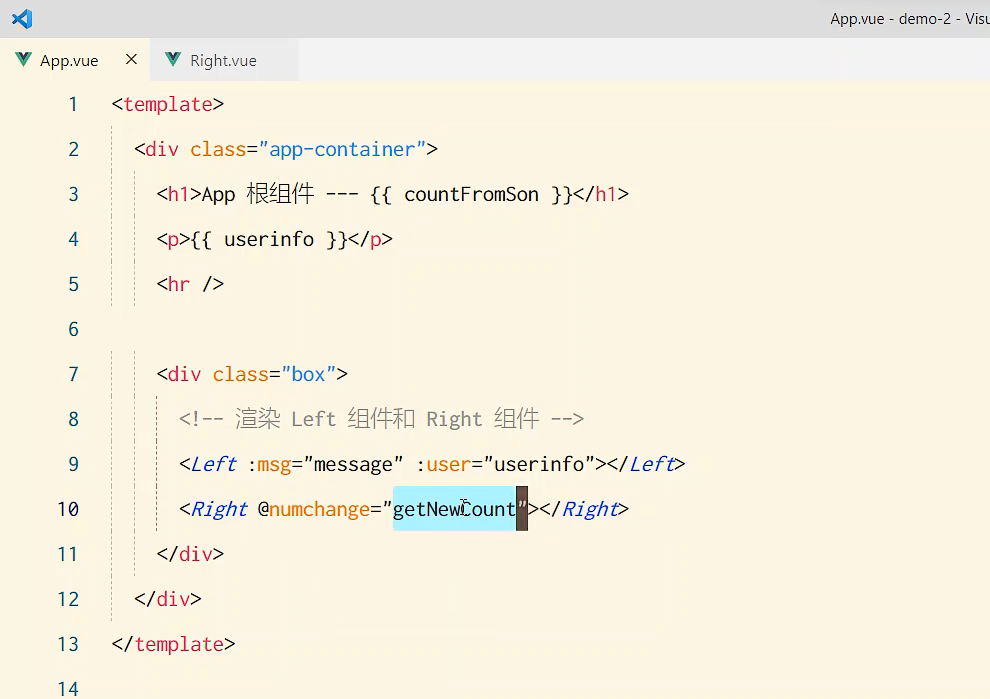 App.vue - demo-2 - Visu
App.vue × Right.vue
1 <template>
2 <div class="app-container">
3 <h1>App 根组件 --- {{ countFromSon }}</h1>
4 <p>{{ userinfo }}</p>
5 <hr />
6
7 <div class="box">
8 <!-- 渲染 Left 组件和 Right 组件 -->
9 <Left :msg="message" :user="userinfo"></Left>
10 <Right @numchange="getNewCount"></Right>
11 </div>
12 </div>
13 </template>
14